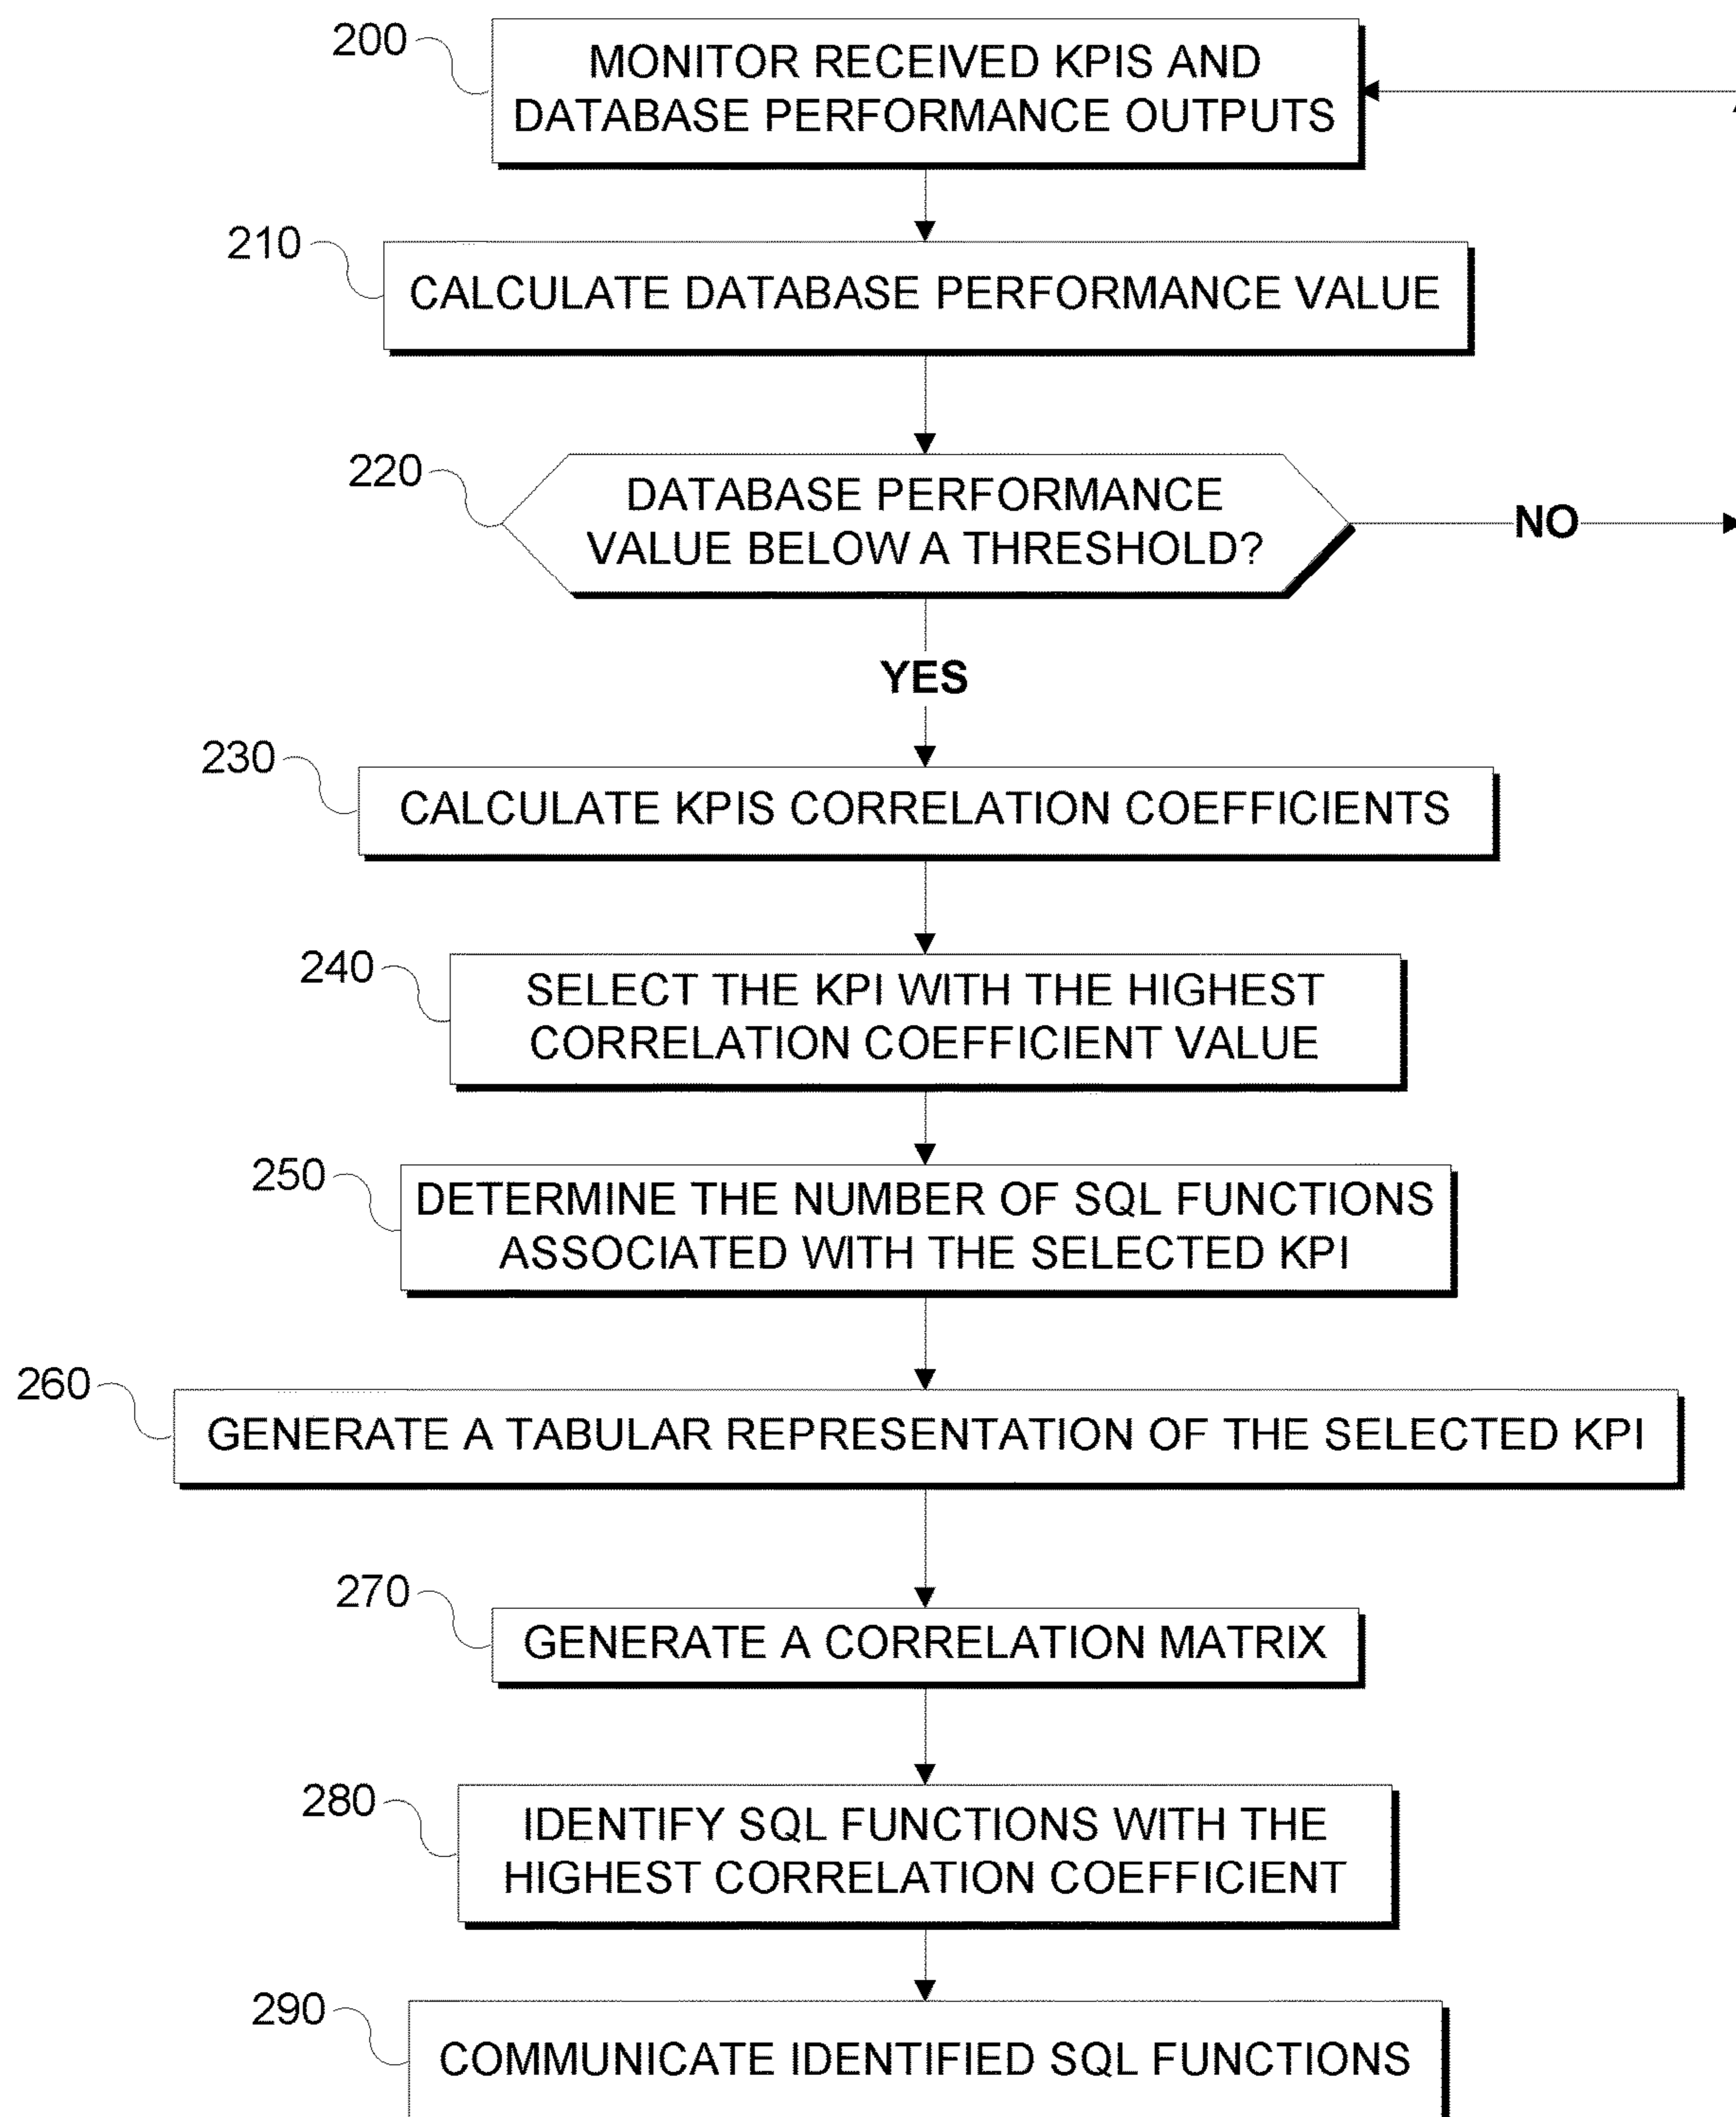 200
MONITOR RECEIVED KPIS AND
DATABASE PERFORMANCE OUTPUTS
210
CALCULATE DATABASE PERFORMANCE VALUE
220
DATABASE PERFORMANCE
VALUE BELOW A THRESHOLD?
NO
YES
230
CALCULATE KPIS CORRELATION COEFFICIENTS
240
SELECT THE KPI WITH THE HIGHEST
CORRELATION COEFFICIENT VALUE
250
DETERMINE THE NUMBER OF SQL FUNCTIONS
ASSOCIATED WITH THE SELECTED KPI
260
GENERATE A TABULAR REPRESENTATION OF THE SELECTED KPI
270
GENERATE A CORRELATION MATRIX
280
IDENTIFY SQL FUNCTIONS WITH THE
HIGHEST CORRELATION COEFFICIENT
290
COMMUNICATE IDENTIFIED SQL FUNCTIONS